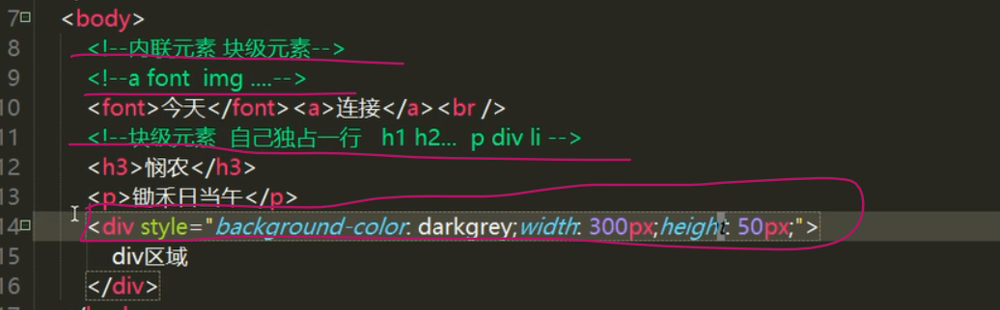 7 <body>
8 <!--内联元素 块级元素-->
9 <!--a font  img ....-->
10 <font>今天</font><a>连接</a><br />
11 <!--块级元素  自己独占一行   h1 h2...  p div li -->
12 <h3>悯农</h3>
13 <p>锄禾日当午</p>
14 <div style="background-color: darkgrey;width: 300px;height: 50px;">
15 div区域
16 </div>